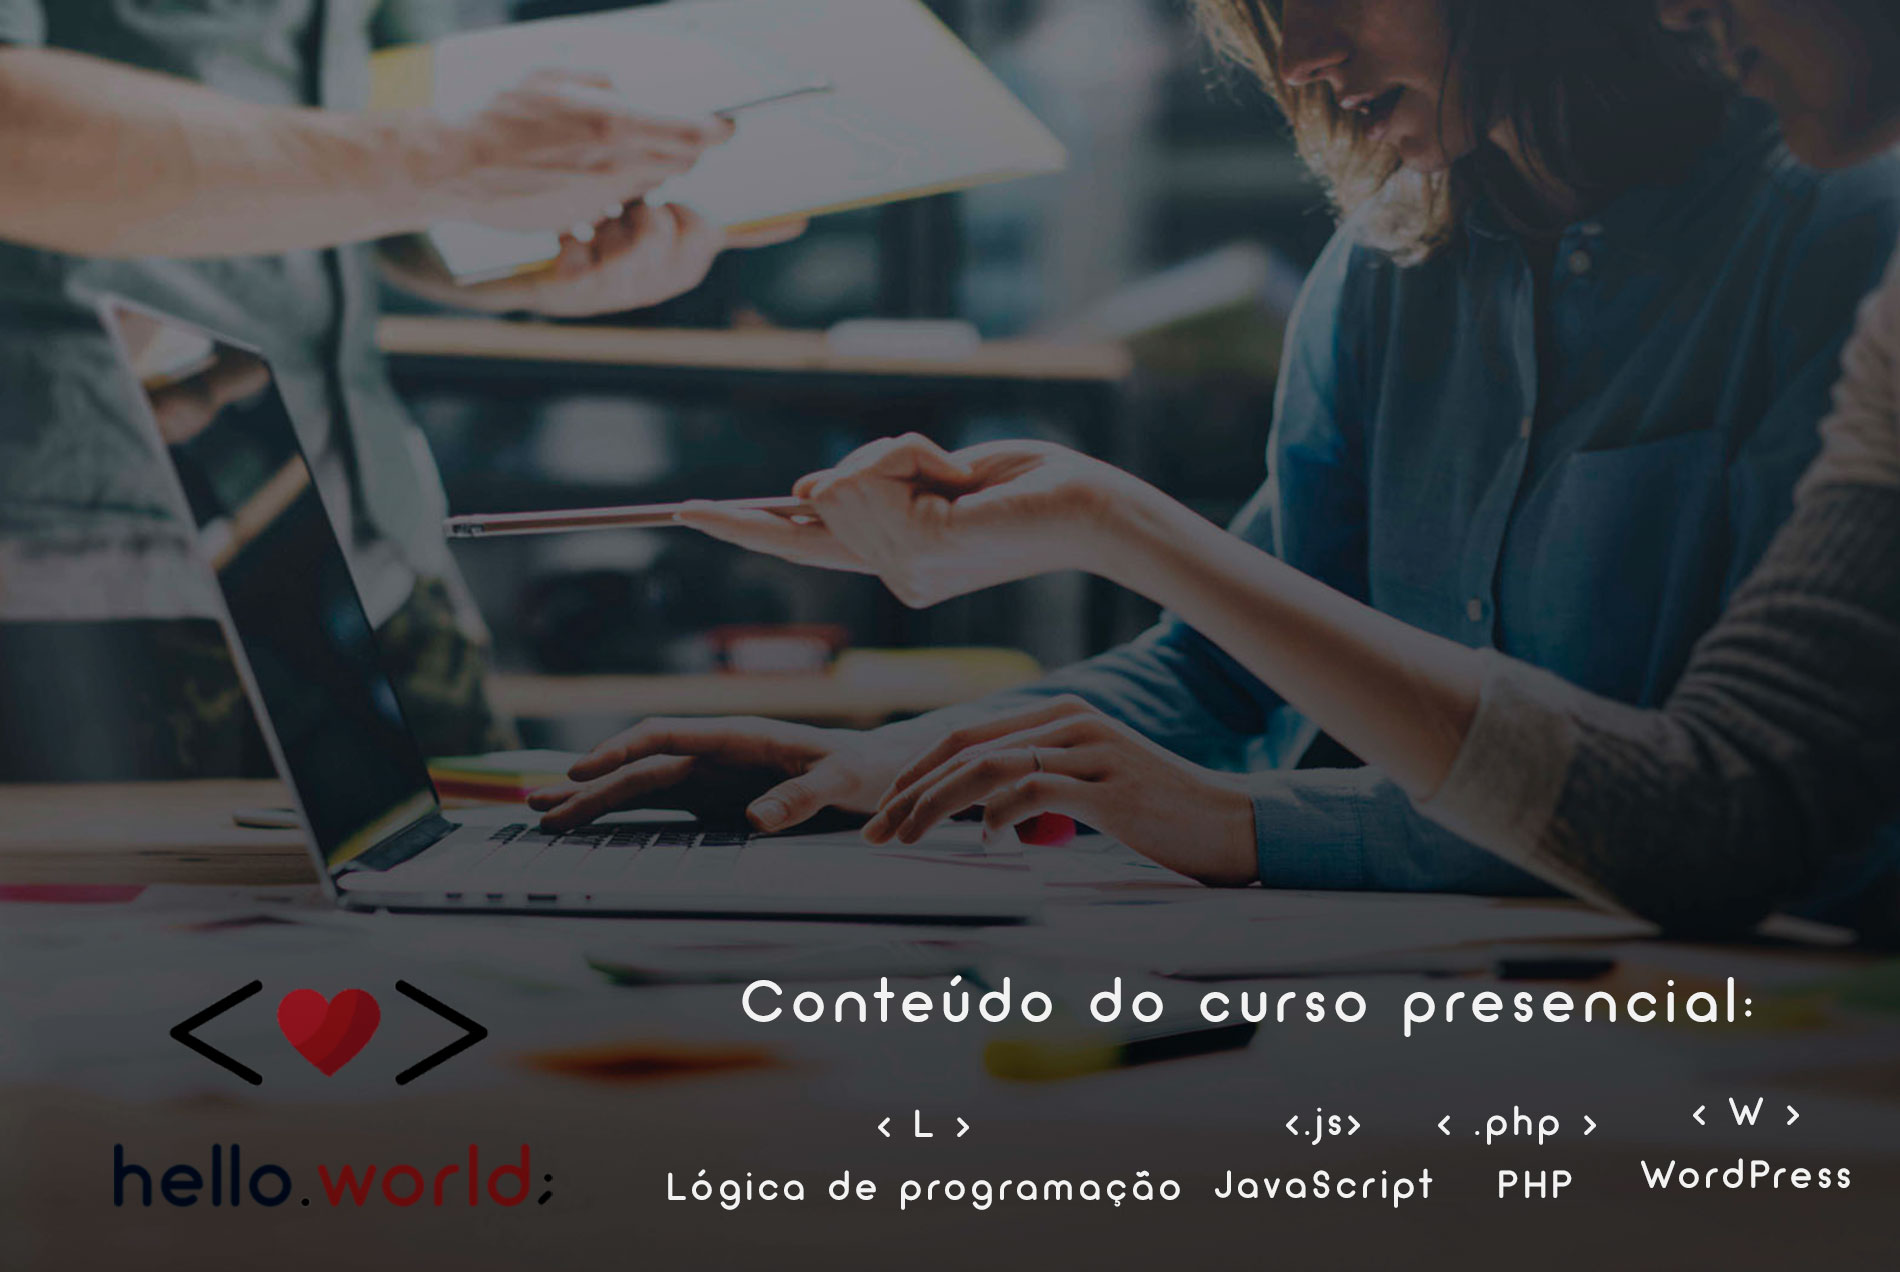 Conteúdo do curso presencial:
< L > <.js> < .php > < W >
Lógica de programação JavaScript PHP WordPress
<❤>
hello.world;